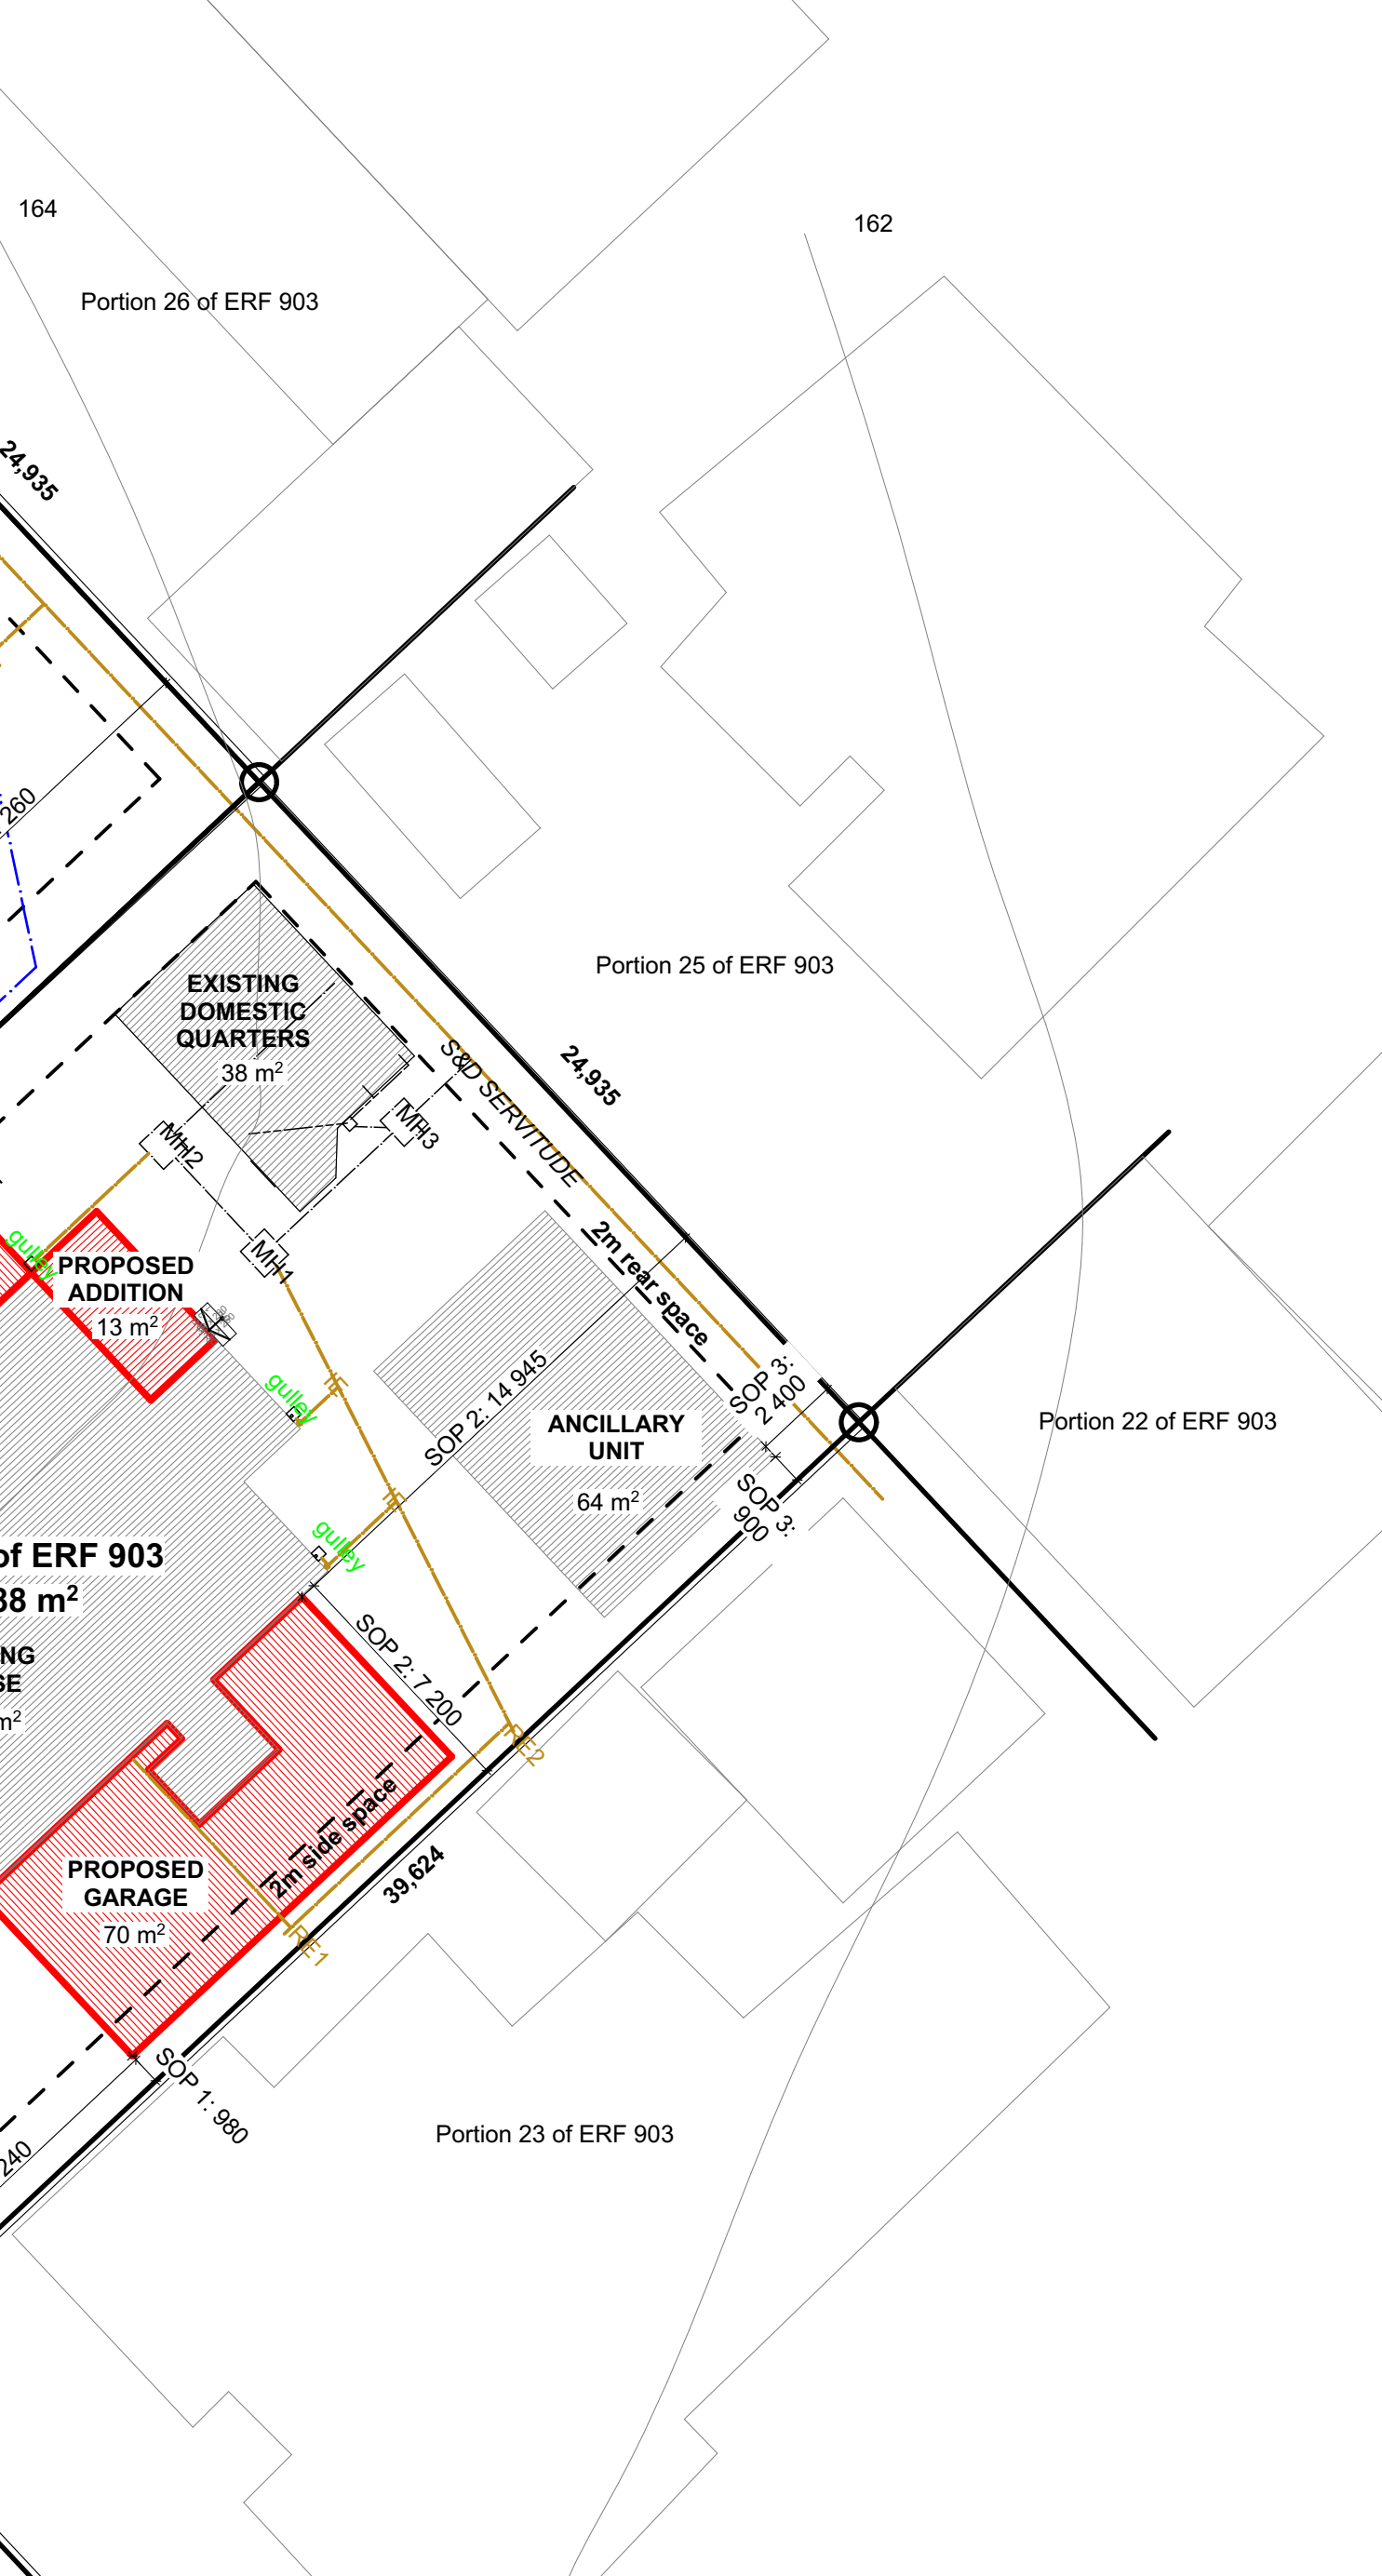 164
162
Portion 26 of ERF 903
24,935
260
Portion 25 of ERF 903
EXISTING
DOMESTIC
QUARTERS
38 m²
S&D SERVITUDE
24,935
MH3
MH2
MH1
gulley
PROPOSED
ADDITION
13 m²
2m rear space
gulley
SOP 2: 14 945
SOP 3:
2 400
ANCILLARY
UNIT
64 m²
Portion 22 of ERF 903
IE
IE
SOP 3:
900
gulley
of ERF 903
38 m²
NG
SE
m²
SOP 2: 7 200
RE2
2m side space
39,624
PROPOSED
GARAGE
70 m²
RE1
SOP 1: 980
240
Portion 23 of ERF 903